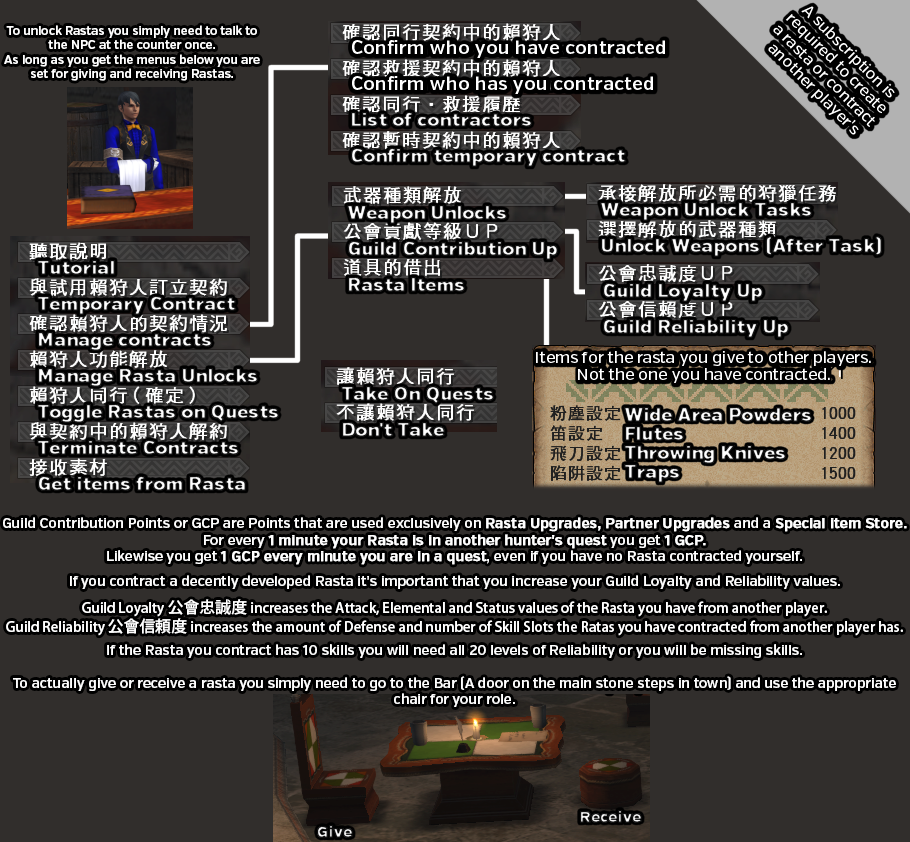 To unlock Rastas you simply need to talk to
the NPC at the counter once.
As long as you get the menus below you are
set for giving and receiving Rastas.
A subscription is
required to create
a rasta or contract
another player's
確認同行契約中的賴狩人
Confirm who you have contracted
確認救援契約中的賴狩人
Confirm who has you contracted
確認同行・救援履歷
List of contractors
確認暫時契約中的賴狩人
Confirm temporary contract
武器種類解放
Weapon Unlocks
公會貢獻等級UP
Guild Contribution Up
道具的借出
Rasta Items
承接解放所必需的狩獵任務
Weapon Unlock Tasks
選擇解放的武器種類
Unlock Weapons (After Task)
公會忠誠度UP
Guild Loyalty Up
公會信賴度UP
Guild Reliability Up
聽取說明
Tutorial
與試用賴狩人訂立契約
Temporary Contract
確認賴狩人的契約情況
Manage contracts
賴狩人功能解放
Manage Rasta Unlocks
賴狩人同行(確定)
Toggle Rastas on Quests
與契約中的賴狩人解約
Terminate Contracts
接收素材
Get items from Rasta
讓賴狩人同行
Take On Quests
不讓賴狩人同行
Don't Take
Items for the rasta you give to other players.
Not the one you have contracted.
粉塵設定 Wide Area Powders 1000
笛設定 Flutes 1400
飛刀設定 Throwing Knives 1200
陷阱設定 Traps 1500
Guild Contribution Points or GCP are Points that are used exclusively on Rasta Upgrades, Partner Upgrades and a Special Item Store.
For every 1 minute your Rasta is in another hunter's quest you get 1 GCP.
Likewise you get 1 GCP every minute you are in a quest, even if you have no Rasta contracted yourself.
If you contract a decently developed Rasta it's important that you increase your Guild Loyalty and Reliability values.
Guild Loyalty 公會忠誠度 increases the Attack, Elemental and Status values of the Rasta you have from another player.
Guild Reliability 公會信賴度 increases the amount of Defense and number of Skill Slots the Ratas you have contracted from another player has.
If the Rasta you contract has 10 skills you will need all 20 levels of Reliability or you will be missing skills.
To actually give or receive a rasta you simply need to go to the Bar (A door on the main stone steps in town) and use the appropriate
chair for your role.
Give
Receive